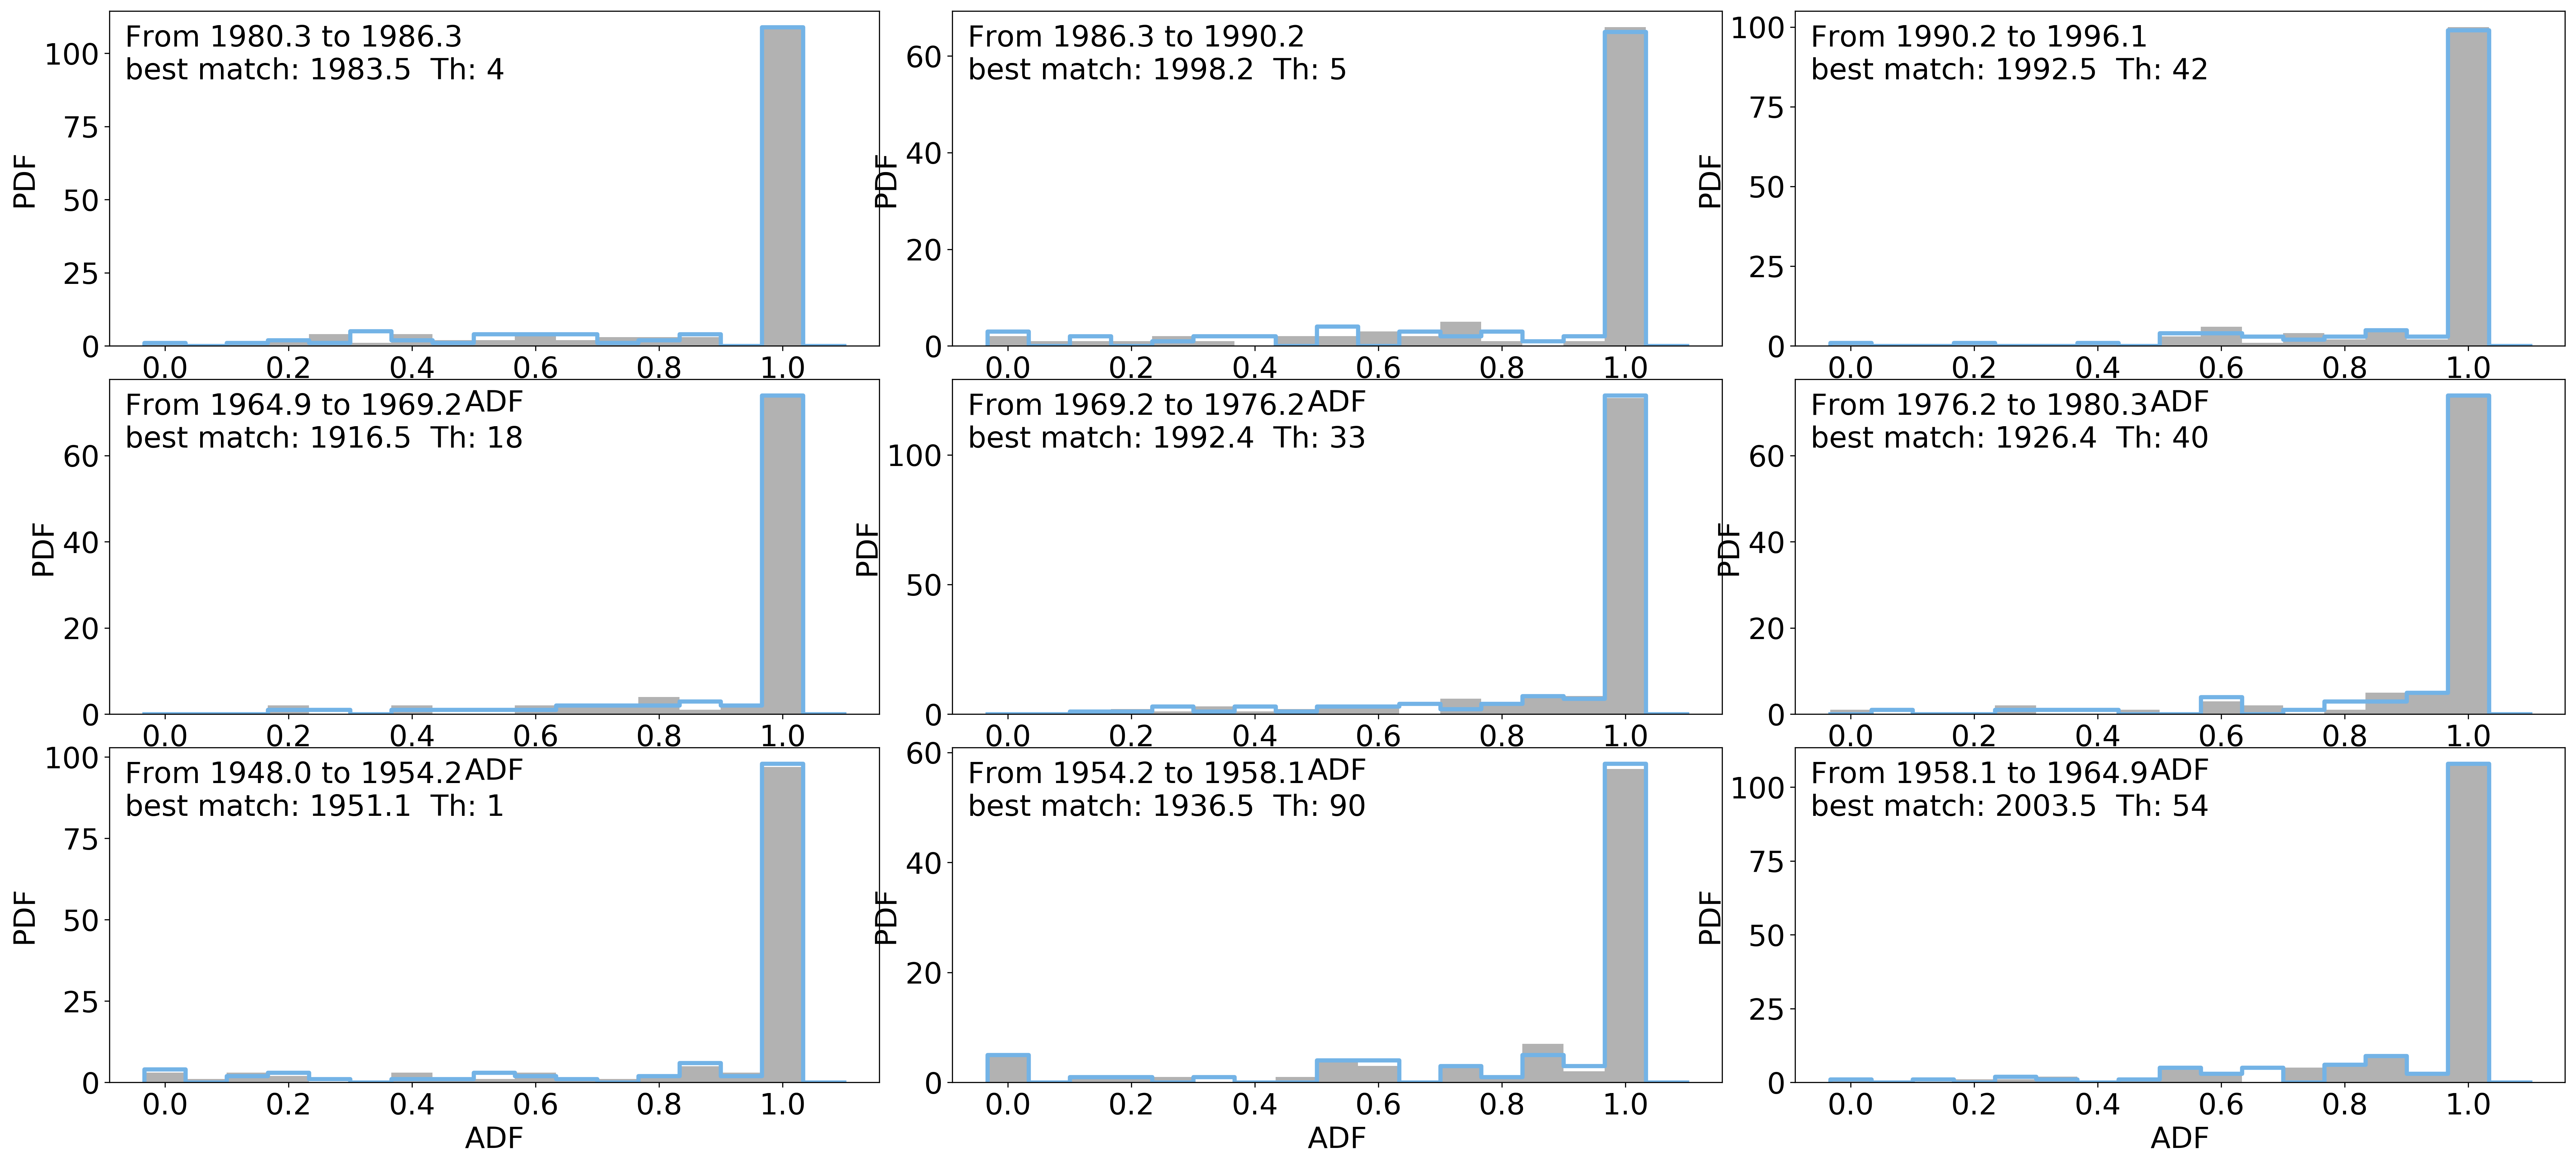 From 1980.3 to 1986.3
best match: 1983.5  Th: 4
PDF
100
75
50
25
0
0.0 0.2 0.4 0.6 0.8 1.0
ADF
From 1986.3 to 1990.2
best match: 1998.2  Th: 5
PDF
60
40
20
0
0.0 0.2 0.4 0.6 0.8 1.0
ADF
From 1990.2 to 1996.1
best match: 1992.5  Th: 42
PDF
100
75
50
25
0
0.0 0.2 0.4 0.6 0.8 1.0
ADF
From 1964.9 to 1969.2
best match: 1916.5  Th: 18
PDF
60
40
20
0
0.0 0.2 0.4 0.6 0.8 1.0
ADF
From 1969.2 to 1976.2
best match: 1992.4  Th: 33
PDF
100
50
0
0.0 0.2 0.4 0.6 0.8 1.0
ADF
From 1976.2 to 1980.3
best match: 1926.4  Th: 40
PDF
60
40
20
0
0.0 0.2 0.4 0.6 0.8 1.0
ADF
From 1948.0 to 1954.2
best match: 1951.1  Th: 1
PDF
100
75
50
25
0
0.0 0.2 0.4 0.6 0.8 1.0
ADF
From 1954.2 to 1958.1
best match: 1936.5  Th: 90
PDF
60
40
20
0
0.0 0.2 0.4 0.6 0.8 1.0
ADF
From 1958.1 to 1964.9
best match: 2003.5  Th: 54
PDF
100
75
50
25
0
0.0 0.2 0.4 0.6 0.8 1.0
ADF